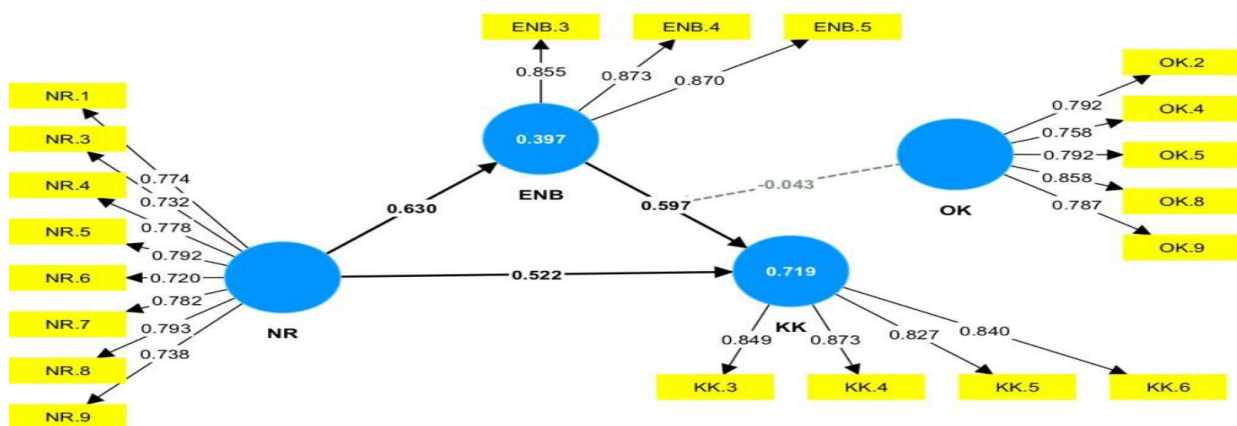 ENB.3
ENB.4
ENB.5
0.855
0.873
0.870
NR.1
NR.3
NR.4
NR.5
NR.6
NR.7
NR.8
NR.9
0.774
0.732
0.778
0.792
0.720
0.782
0.793
0.738
NR
0.630
0.397
ENB
0.597
-0.043
0.522
OK
0.792
0.758
0.792
0.858
0.787
OK.2
OK.4
OK.5
OK.8
OK.9
0.719
KK
0.849
0.873
0.827
0.840
KK.3
KK.4
KK.5
KK.6